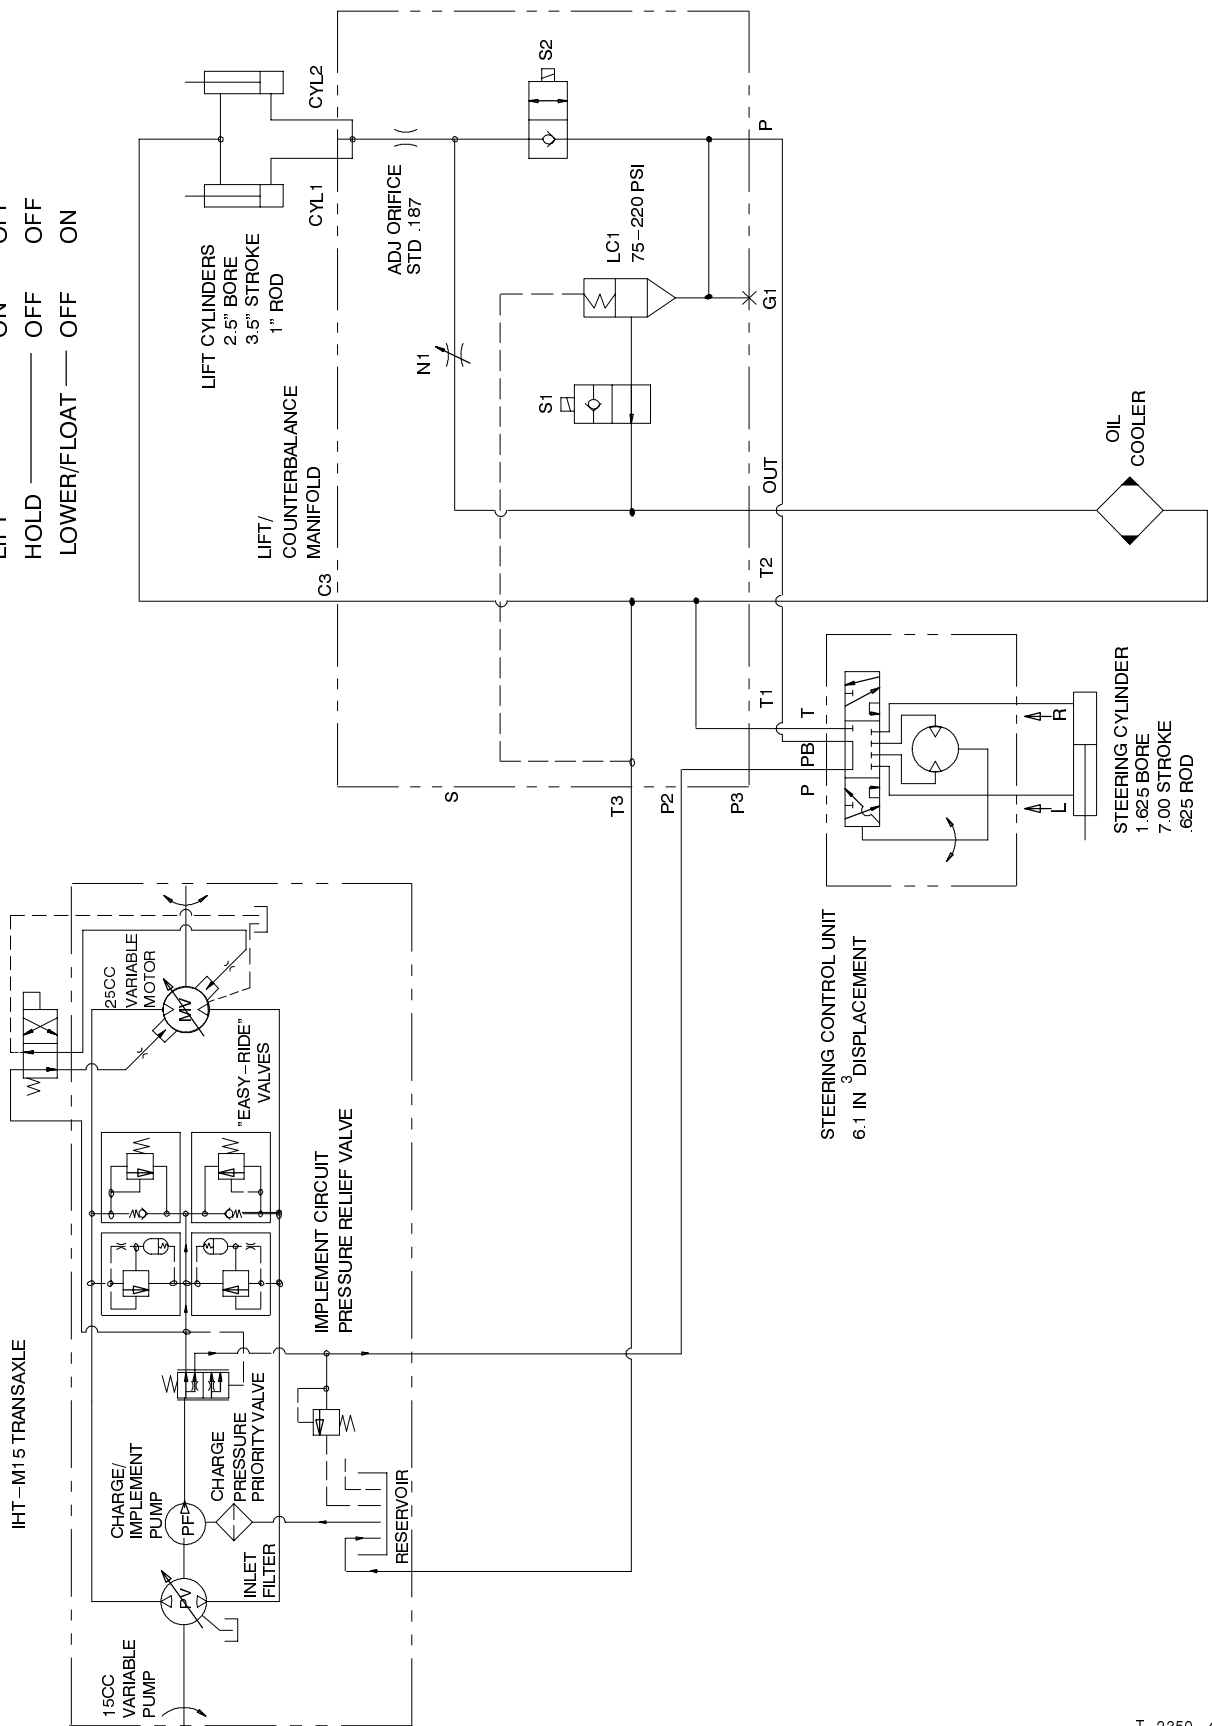 HOLD OFF OFF
LOWER/FLOAT OFF ON
CYL2
CYL1
LIFT CYLINDERS
2.5" BORE
3.5" STROKE
1" ROD
ADJ ORIFICE
STD .187
S2
P
LC1
75-220 PSI
G1
N1
S1
LIFT/
COUNTERBALANCE
MANIFOLD
C3
OUT
OIL
COOLER
T2
T1
S
T3
P2
P3
P PB T
L R
STEERING CYLINDER
1.625 BORE
7.00 STROKE
.625 ROD
STEERING CONTROL UNIT
6.1 IN 3 DISPLACEMENT
IHT-M15 TRANSAXLE
25CC
VARIABLE
MOTOR
MV
"EASY-RIDE"
VALVES
IMPLEMENT CIRCUIT
PRESSURE RELIEF VALVE
CHARGE/
IMPLEMENT
PUMP
PF
CHARGE
PRESSURE
PRIORITY VALVE
INLET
FILTER
RESERVOIR
PV
15CC
VARIABLE
PUMP